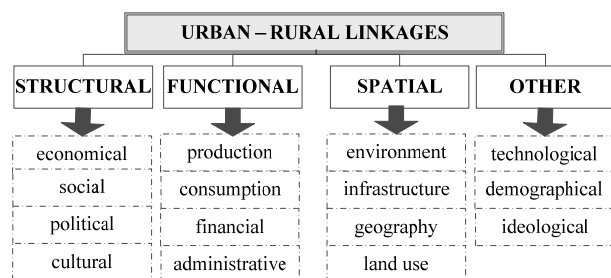 URBAN – RURAL LINKAGES
STRUCTURAL FUNCTIONAL SPATIAL OTHER
economical production environment technological
social consumption infrastructure demographical
political financial geography ideological
cultural administrative land use